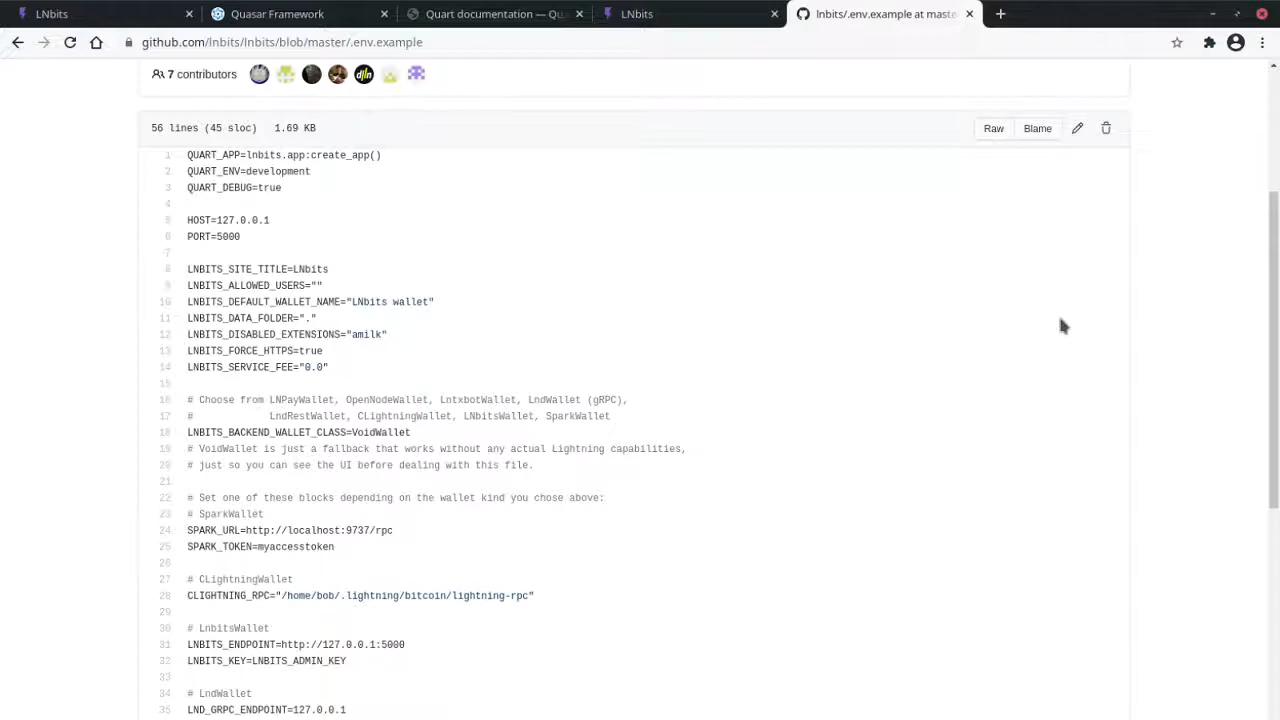 LNbits
Quasar Framework
Quart documentation — Qu
LNbits
lnbits/.env.example at maste
github.com/lnbits/lnbits/blob/master/.env.example
7 contributors
56 lines (45 sloc) 1.69 KB
Raw Blame
1 QUART_APP=lnbits.app:create_app()
2 QUART_ENV=development
3 QUART_DEBUG=true
4
5 HOST=127.0.0.1
6 PORT=5000
7
8 LNBITS_SITE_TITLE=LNbits
9 LNBITS_ALLOWED_USERS=""
10 LNBITS_DEFAULT_WALLET_NAME="LNbits wallet"
11 LNBITS_DATA_FOLDER="."
12 LNBITS_DISABLED_EXTENSIONS="amilk"
13 LNBITS_FORCE_HTTPS=true
14 LNBITS_SERVICE_FEE="0.0"
15
16 # Choose from LNPayWallet, OpenNodeWallet, LntxbotWallet, LndWallet (gRPC),
17 # LndRestWallet, CLightningWallet, LNbitsWallet, SparkWallet
18 LNBITS_BACKEND_WALLET_CLASS=VoidWallet
19 # VoidWallet is just a fallback that works without any actual Lightning capabilities,
20 # just so you can see the UI before dealing with this file.
21
22 # Set one of these blocks depending on the wallet kind you chose above:
23 # SparkWallet
24 SPARK_URL=http://localhost:9737/rpc
25 SPARK_TOKEN=myaccesstoken
26
27 # CLightningWallet
28 CLIGHTNING_RPC="/home/bob/.lightning/bitcoin/lightning-rpc"
29
30 # LnbitsWallet
31 LNBITS_ENDPOINT=http://127.0.0.1:5000
32 LNBITS_KEY=LNBITS_ADMIN_KEY
33
34 # LndWallet
35 LND_GRPC_ENDPOINT=127.0.0.1